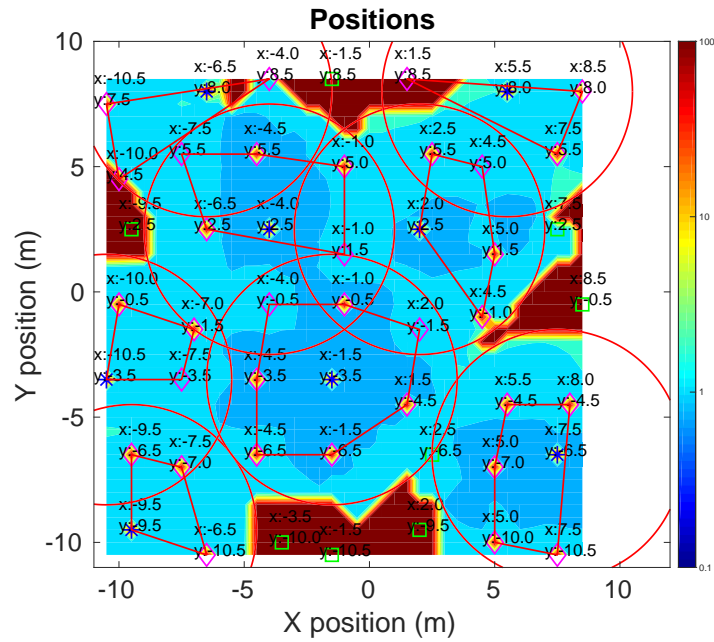 Positions
10
5
0
-5
-10
Y position (m)
x:-10.5
y:7.5
x:-6.5
y:8.0
x:-4.0
y:8.5
x:-1.5
y:8.5
x:1.5
y:8.5
x:5.5
y:8.0
x:8.5
y:8.0
x:-10.0
y:4.5
x:-7.5
y:5.5
x:-4.5
y:5.5
x:-1.0
y:5.0
x:2.5
y:5.5
x:4.5
y:5.0
x:7.5
y:5.5
x:-9.5
y:2.5
x:-6.5
y:2.5
x:-4.0
y:2.5
x:-1.0
y:1.5
x:2.0
y:2.5
x:5.0
y:1.5
x:7.5
y:2.5
x:-10.0
y:-0.5
x:-7.0
y:-1.5
x:-4.0
y:-0.5
x:-1.0
y:-0.5
x:2.0
y:-1.5
x:4.5
y:-1.0
x:8.5
y:-0.5
x:-10.5
y:-3.5
x:-7.5
y:-3.5
x:-4.5
y:-3.5
x:-1.5
y:-3.5
x:1.5
y:-4.5
x:5.5
y:-4.5
x:8.0
y:-4.5
x:-9.5
y:-6.5
x:-7.5
y:-7.0
x:-4.5
y:-6.5
x:-1.5
y:-6.5
x:2.5
y:-6.5
x:5.0
y:-7.0
x:7.5
y:-6.5
x:-9.5
y:-9.5
x:-6.5
y:-10.5
x:-3.5
y:-10.0
x:-1.5
y:-10.5
x:2.0
y:-9.5
x:5.0
y:-10.0
x:7.5
y:-10.5
-10 -5 0 5 10
X position (m)
100
10
1
0.1